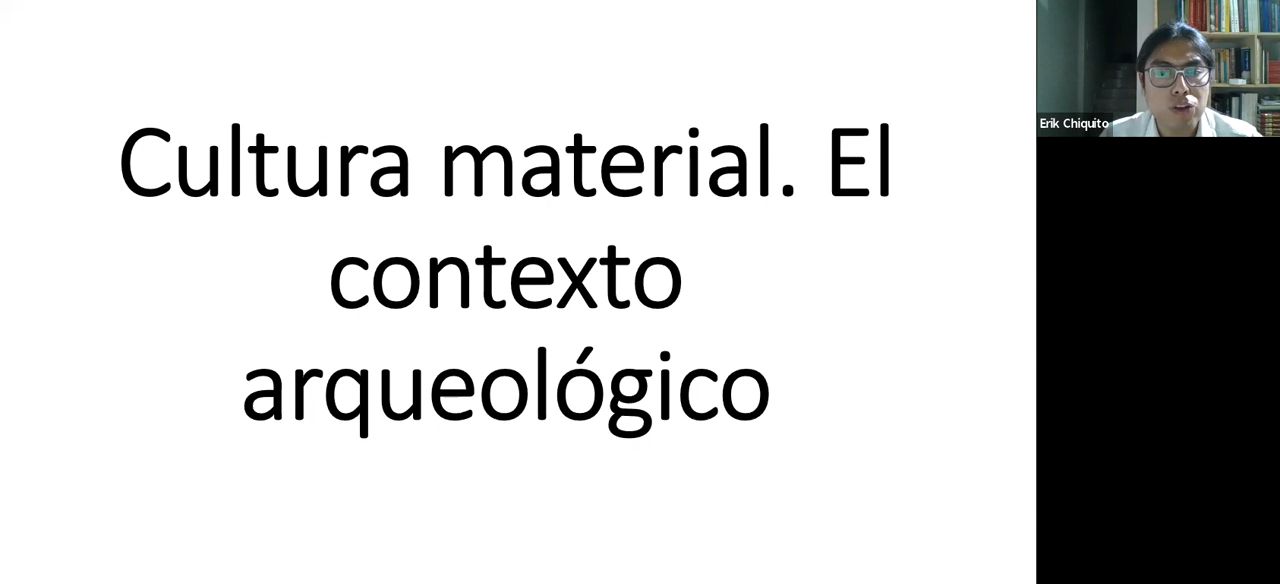 Cultura material. El
contexto
arqueológico
Erik Chiquito